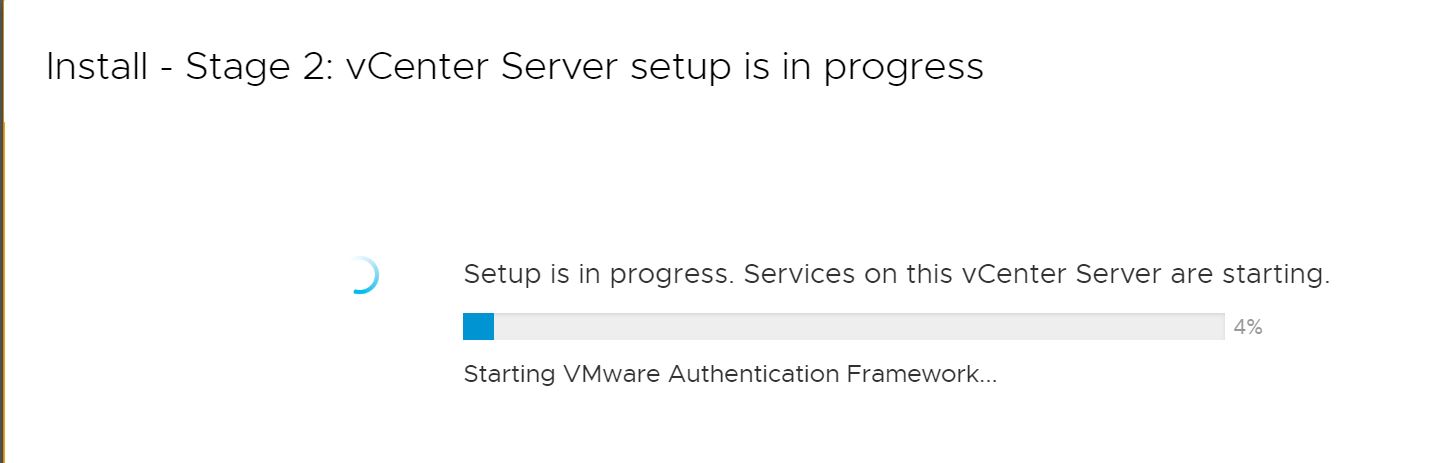 Install - Stage 2: vCenter Server setup is in progress
Setup is in progress. Services on this vCenter Server are starting.
4%
Starting VMware Authentication Framework...